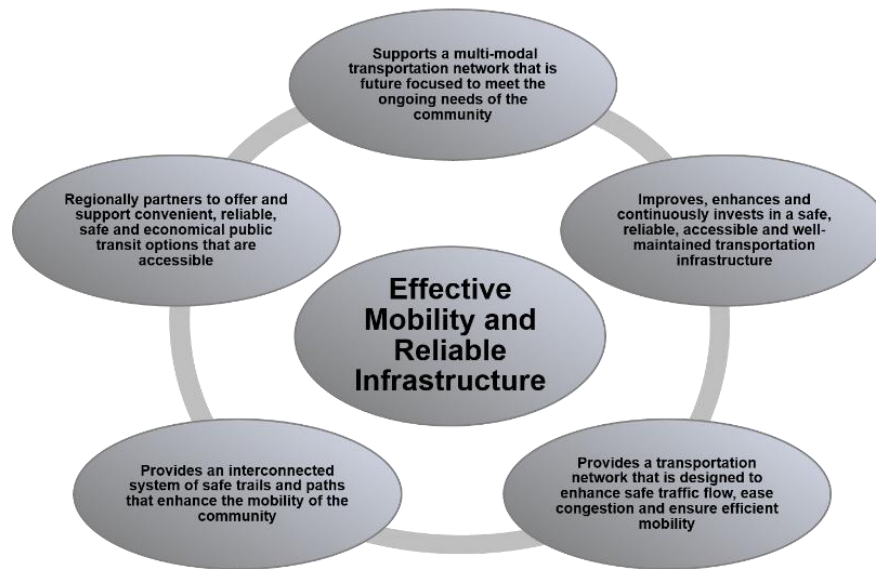 Supports a multi-modal
transportation network that is
future focused to meet the
ongoing needs of the
community
Regionally partners to offer and
support convenient, reliable,
safe and economical public
transit options that are
accessible
Improves, enhances and
continuously invests in a safe,
reliable, accessible and well-
maintained transportation
infrastructure
Effective
Mobility and
Reliable
Infrastructure
Provides an interconnected
system of safe trails and paths
that enhance the mobility of the
community
Provides a transportation
network that is designed to
enhance safe traffic flow, ease
congestion and ensure efficient
mobility